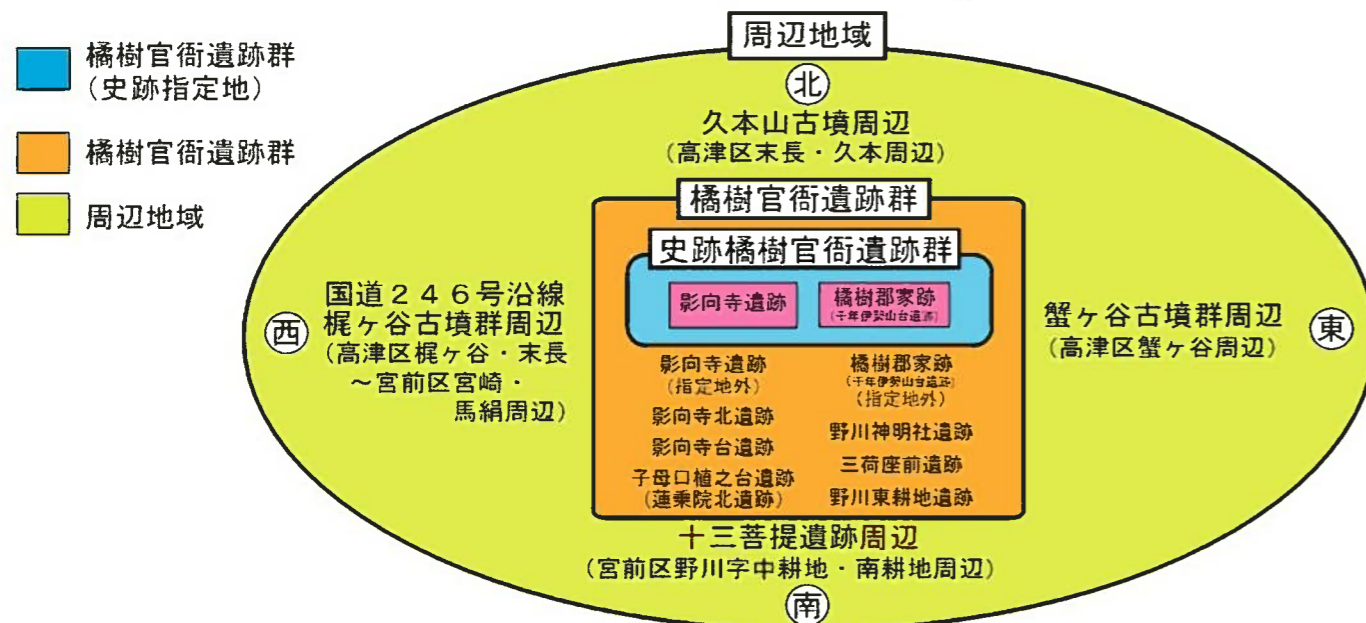 橘樹官衙遺跡群
(史跡指定地)
橘樹官衙遺跡群
周辺地域
周辺地域
北
久本山古墳周辺
(高津区末長・久本周辺)
西
国道246号沿線
梶ヶ谷古墳群周辺
(高津区梶ヶ谷・末長
～宮前区宮崎・
馬絹周辺)
橘樹官衙遺跡群
史跡橘樹官衙遺跡群
影向寺遺跡
橘樹郡家跡
(千年伊勢山台遺跡)
影向寺遺跡
(指定地外)
影向寺北遺跡
影向寺台遺跡
子母口植之台遺跡
(蓮乗院北遺跡)
橘樹郡家跡
(千年伊勢山台遺跡)
(指定地外)
野川神明社遺跡
三荷座前遺跡
野川東耕地遺跡
蟹ヶ谷古墳群周辺
(高津区蟹ヶ谷周辺)
東
十三菩提遺跡周辺
(宮前区野川字中耕地・南耕地周辺)
南